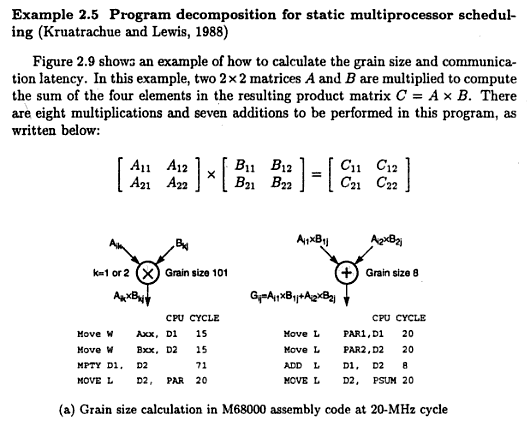 Example 2.5 Program decomposition for static multiprocessor schedul-
ing (Kruatrachue and Lewis, 1988)
Figure 2.9 shows an example of how to calculate the grain size and communica-
tion latency. In this example, two 2×2 matrices A and B are multiplied to compute
the sum of the four elements in the resulting product matrix C = A × B. There
are eight multiplications and seven additions to be performed in this program, as
written below:
[ A11 A12 ] × [ B11 B12 ] = [ C11 C12 ]
[ A21 A22 ] [ B21 B22 ] [ C21 C22 ]
Aik Bkj Ai1×B1j Ai2×B2j
k=1 or 2 × Grain size 101 + Grain size 8
Aik×Bkj Cij=Ai1×B1j+Ai2×B2j
CPU CYCLE CPU CYCLE
Move W Axx, D1 15 Move L PAR1,D1 20
Move W Bxx, D2 15 Move L PAR2,D2 20
MPTY D1, D2 71 ADD L D1, D2 8
MOVE L D2, PAR 20 MOVE L D2, PSUM 20
(a) Grain size calculation in M68000 assembly code at 20-MHz cycle